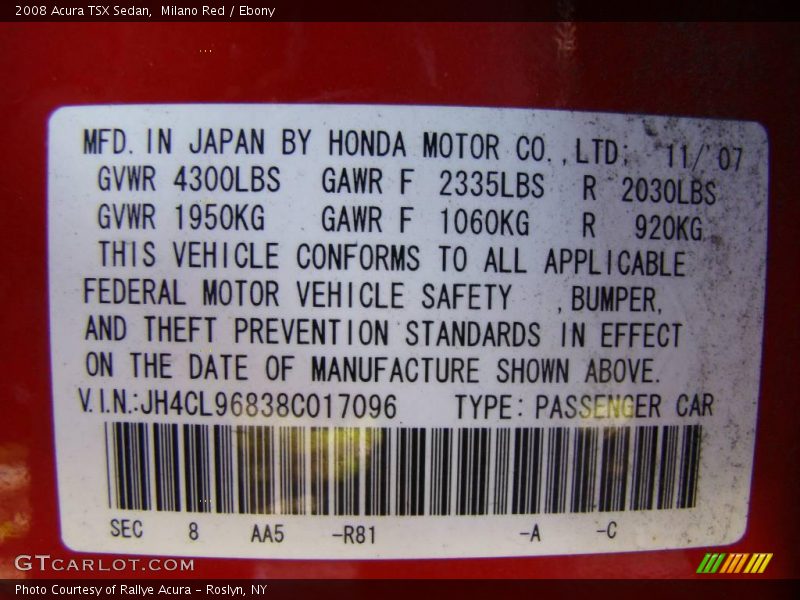 2008 Acura TSX Sedan,  Milano Red / Ebony
MFD. IN JAPAN BY HONDA MOTOR CO.,LTD; 11/'07
GVWR 4300LBS GAWR F 2335LBS R 2030LBS
GVWR 1950KG GAWR F 1060KG R 920KG
THIS VEHICLE CONFORMS TO ALL APPLICABLE
FEDERAL MOTOR VEHICLE SAFETY ,BUMPER,
AND THEFT PREVENTION STANDARDS IN EFFECT
ON THE DATE OF MANUFACTURE SHOWN ABOVE.
V.I.N.:JH4CL96838C017096 TYPE: PASSENGER CAR
SEC 8 AA5 -R81 -A -C
GTCARLOT.COM
Photo Courtesy of Rallye Acura – Roslyn, NY